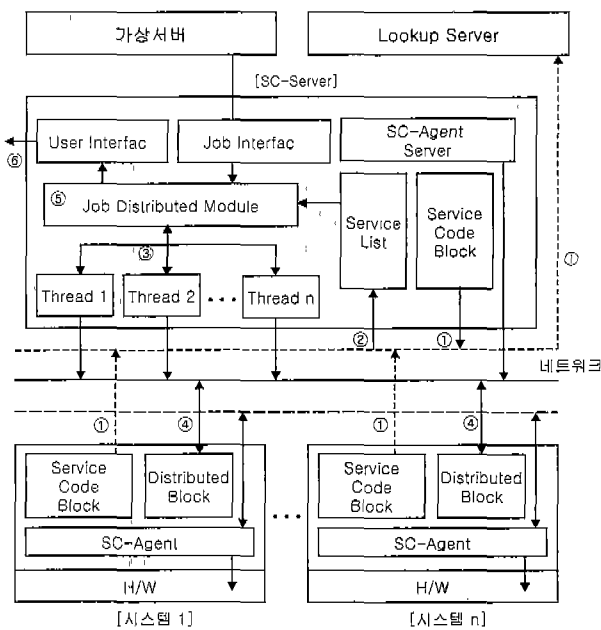 가상서버
Lookup Server
[SC-Server]
User Interfac
Job Interfac
SC-Agent
Server
⑥
⑤
Job Distributed Module
Service
List
Service
Code
Block
③
①
Thread 1
Thread 2
...
Thread n
②
①
네트워크
①
④
①
④
Service
Code
Block
Distributed
Block
...
Service
Code
Block
Distributed
Block
SC-Agent
SC-Agent
H/W
H/W
[시스템 1]
[시스템 n]